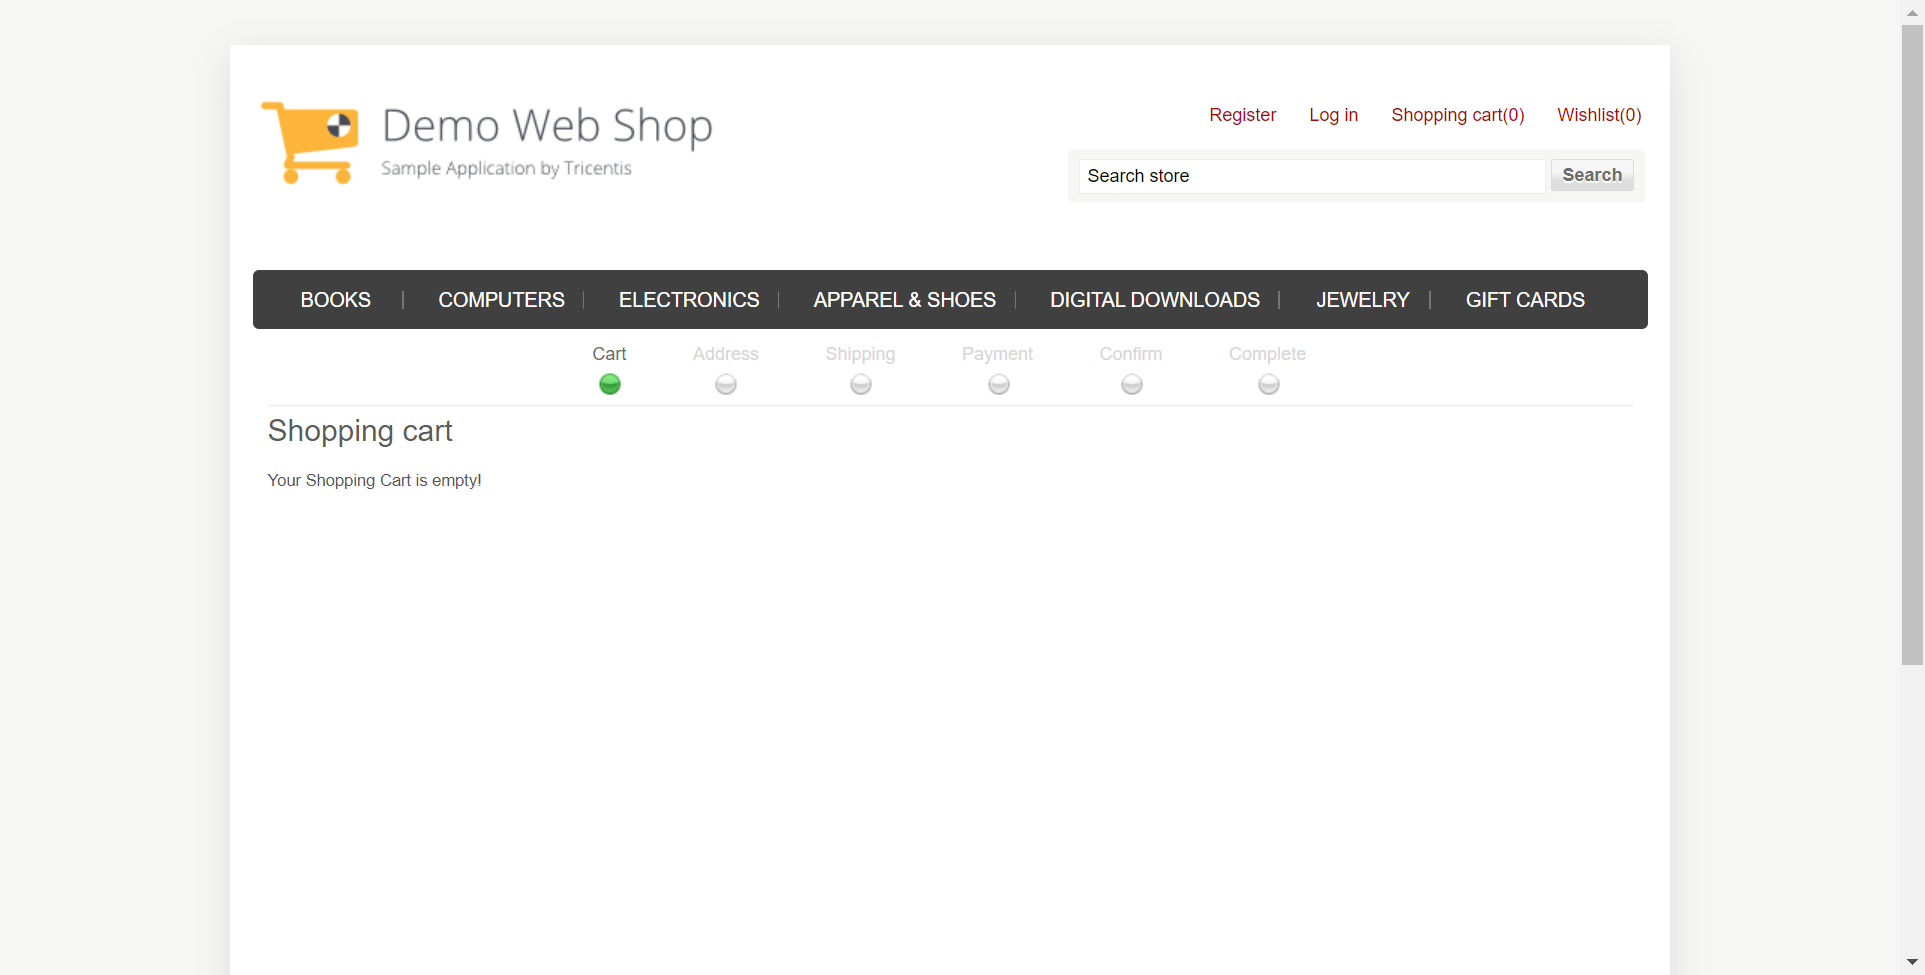 Demo Web Shop
Sample Application by Tricentis
Register Log in Shopping cart(0) Wishlist(0)
Search store Search
BOOKS COMPUTERS ELECTRONICS APPAREL & SHOES DIGITAL DOWNLOADS JEWELRY GIFT CARDS
Cart Address Shipping Payment Confirm Complete
Shopping cart
Your Shopping Cart is empty!